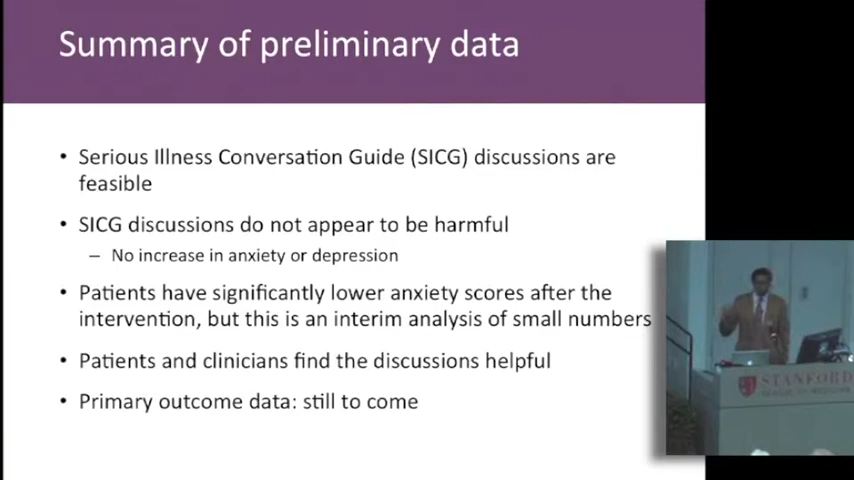 Summary of preliminary data
• Serious Illness Conversation Guide (SICG) discussions are
feasible
• SICG discussions do not appear to be harmful
– No increase in anxiety or depression
• Patients have significantly lower anxiety scores after the
intervention, but this is an interim analysis of small numbers
• Patients and clinicians find the discussions helpful
• Primary outcome data: still to come
STANFORD
SCHOOL OF MEDICINE